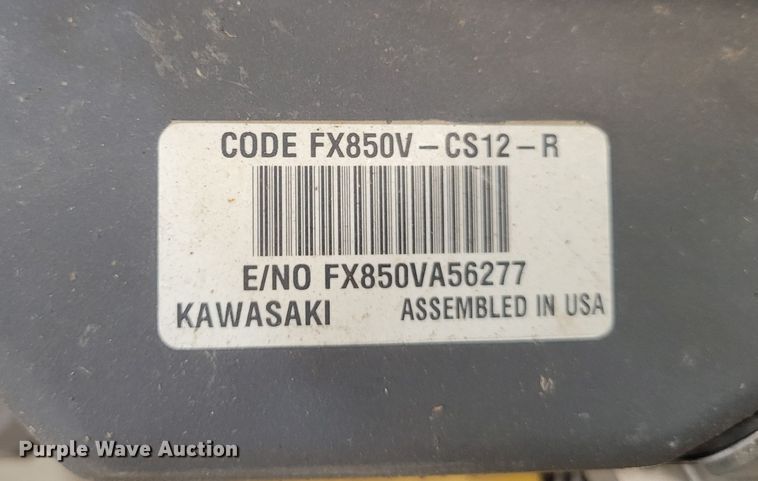 CODE FX850V-CS12-R
E/NO FX850VA56277
KAWASAKI ASSEMBLED IN USA
Purple Wave Auction